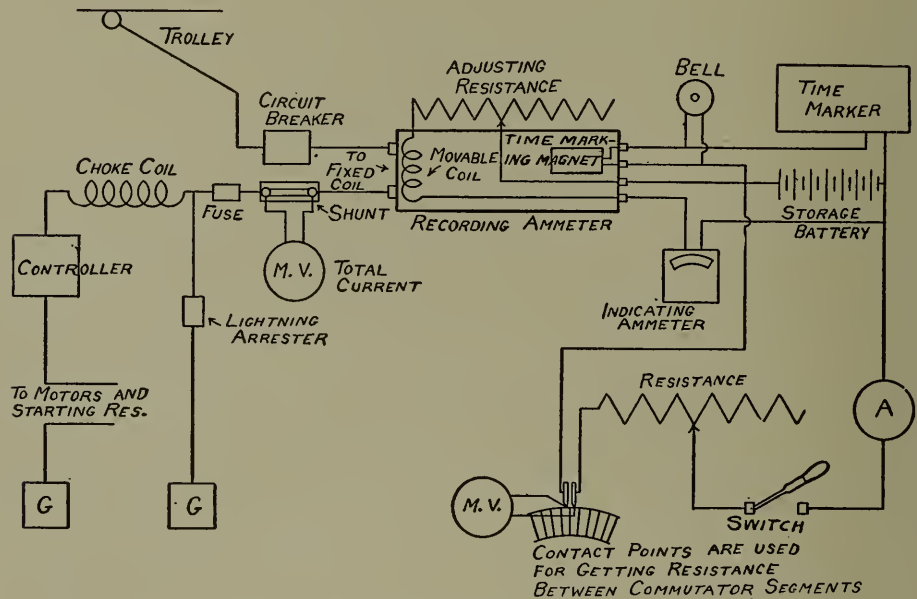 TROLLEY
CIRCUIT
BREAKER
ADJUSTING
RESISTANCE
BELL
TIME
MARKER
CHOKE COIL
FUSE
TO
FIXED
COIL
SHUNT
MOVABLE
COIL
TIME MARK-
ING MAGNET
RECORDING AMMETER
STORAGE
BATTERY
CONTROLLER
M.V.
TOTAL
CURRENT
INDICATING
AMMETER
LIGHTNING
ARRESTER
TO MOTORS AND
STARTING RES.
RESISTANCE
A
G
G
M.V.
SWITCH
CONTACT POINTS ARE USED
FOR GETTING RESISTANCE
BETWEEN COMMUTATOR SEGMENTS